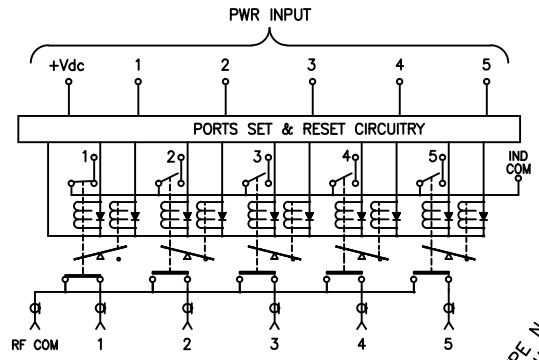 PWR INPUT
+Vdc 1 2 3 4 5
PORTS SET & RESET CIRCUITRY
1 2 3 4 5 IND
COM
RF COM 1 2 3 4 5